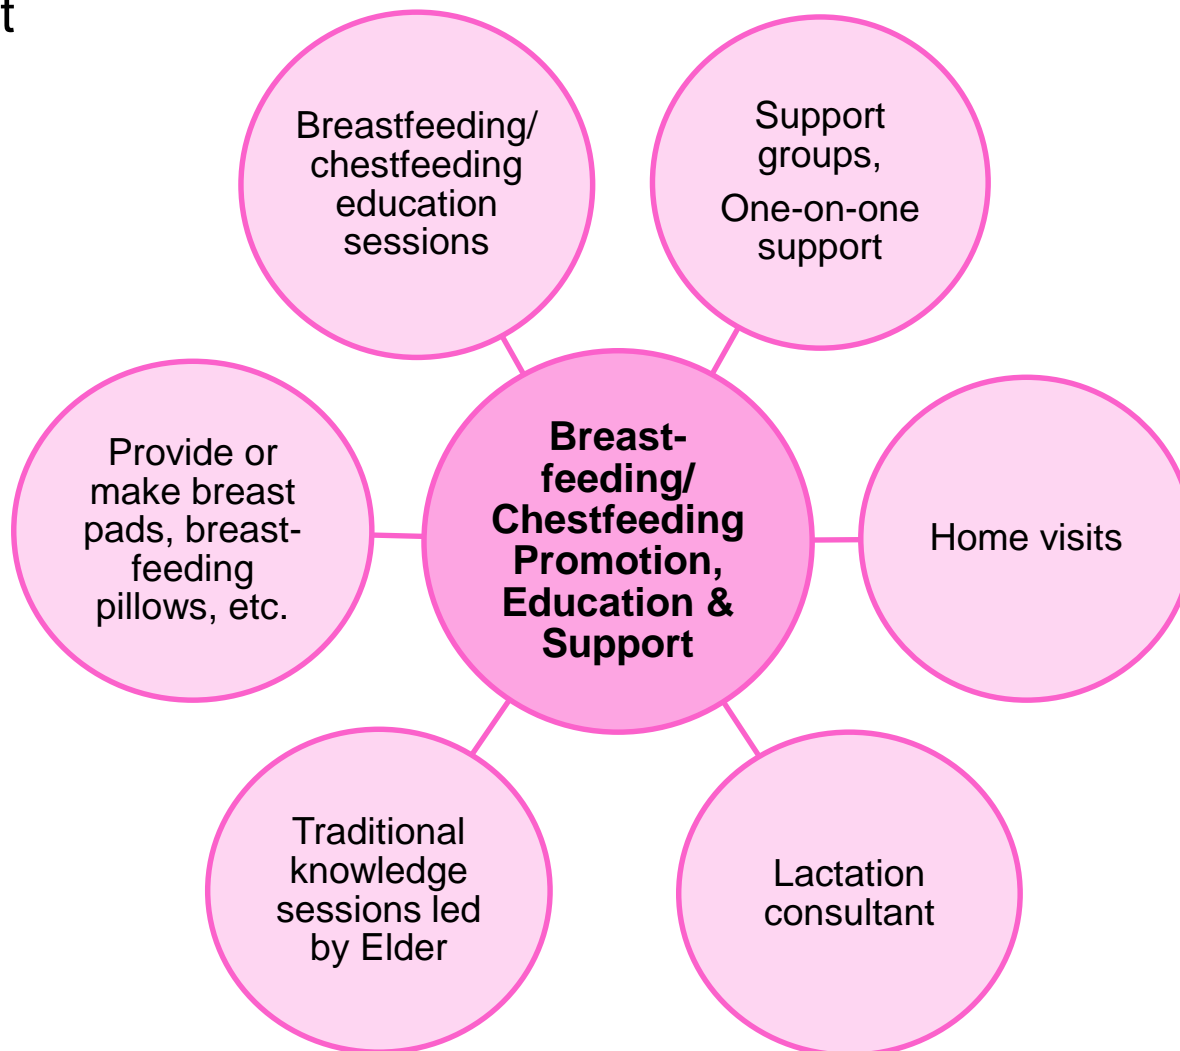 t
Breastfeeding/
chestfeeding
education
sessions
Support
groups,
One-on-one
support
Provide or
make breast
pads, breast-
feeding
pillows, etc.
Breast-
feeding/
Chestfeeding
Promotion,
Education &
Support
Home visits
Traditional
knowledge
sessions led
by Elder
Lactation
consultant